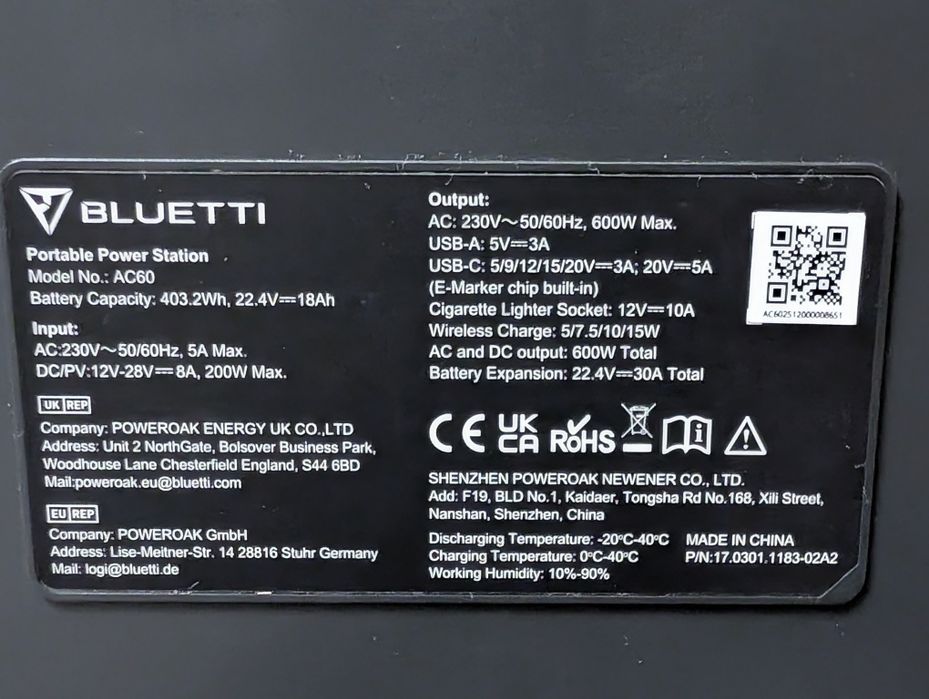 BLUETTI
Portable Power Station
Model No.: AC60
Battery Capacity: 403.2Wh, 22.4V⎓18Ah
Input:
AC:230V～50/60Hz, 5A Max.
DC/PV:12V-28V⎓8A, 200W Max.
UK REP
Company: POWEROAK ENERGY UK CO.,LTD
Address: Unit 2 NorthGate, Bolsover Business Park,
Woodhouse Lane Chesterfield England, S44 6BD
Mail:poweroak.eu@bluetti.com
EU REP
Company: POWEROAK GmbH
Address: Lise-Meitner-Str. 14 28816 Stuhr Germany
Mail: logi@bluetti.de
Output:
AC: 230V～50/60Hz, 600W Max.
USB-A: 5V⎓3A
USB-C: 5/9/12/15/20V⎓3A; 20V⎓5A
(E-Marker chip built-in)
Cigarette Lighter Socket: 12V⎓10A
Wireless Charge: 5/7.5/10/15W
AC and DC output: 600W Total
Battery Expansion: 22.4V⎓30A Total
AC602512000008651
CE UK CA RoHS
SHENZHEN POWEROAK NEWENER CO., LTD.
Add: F19, BLD No.1, Kaidaer, Tongsha Rd No.168, Xili Street,
Nanshan, Shenzhen, China
Discharging Temperature: -20°C-40°C MADE IN CHINA
Charging Temperature: 0°C-40°C P/N:17.0301.1183-02A2
Working Humidity: 10%-90%